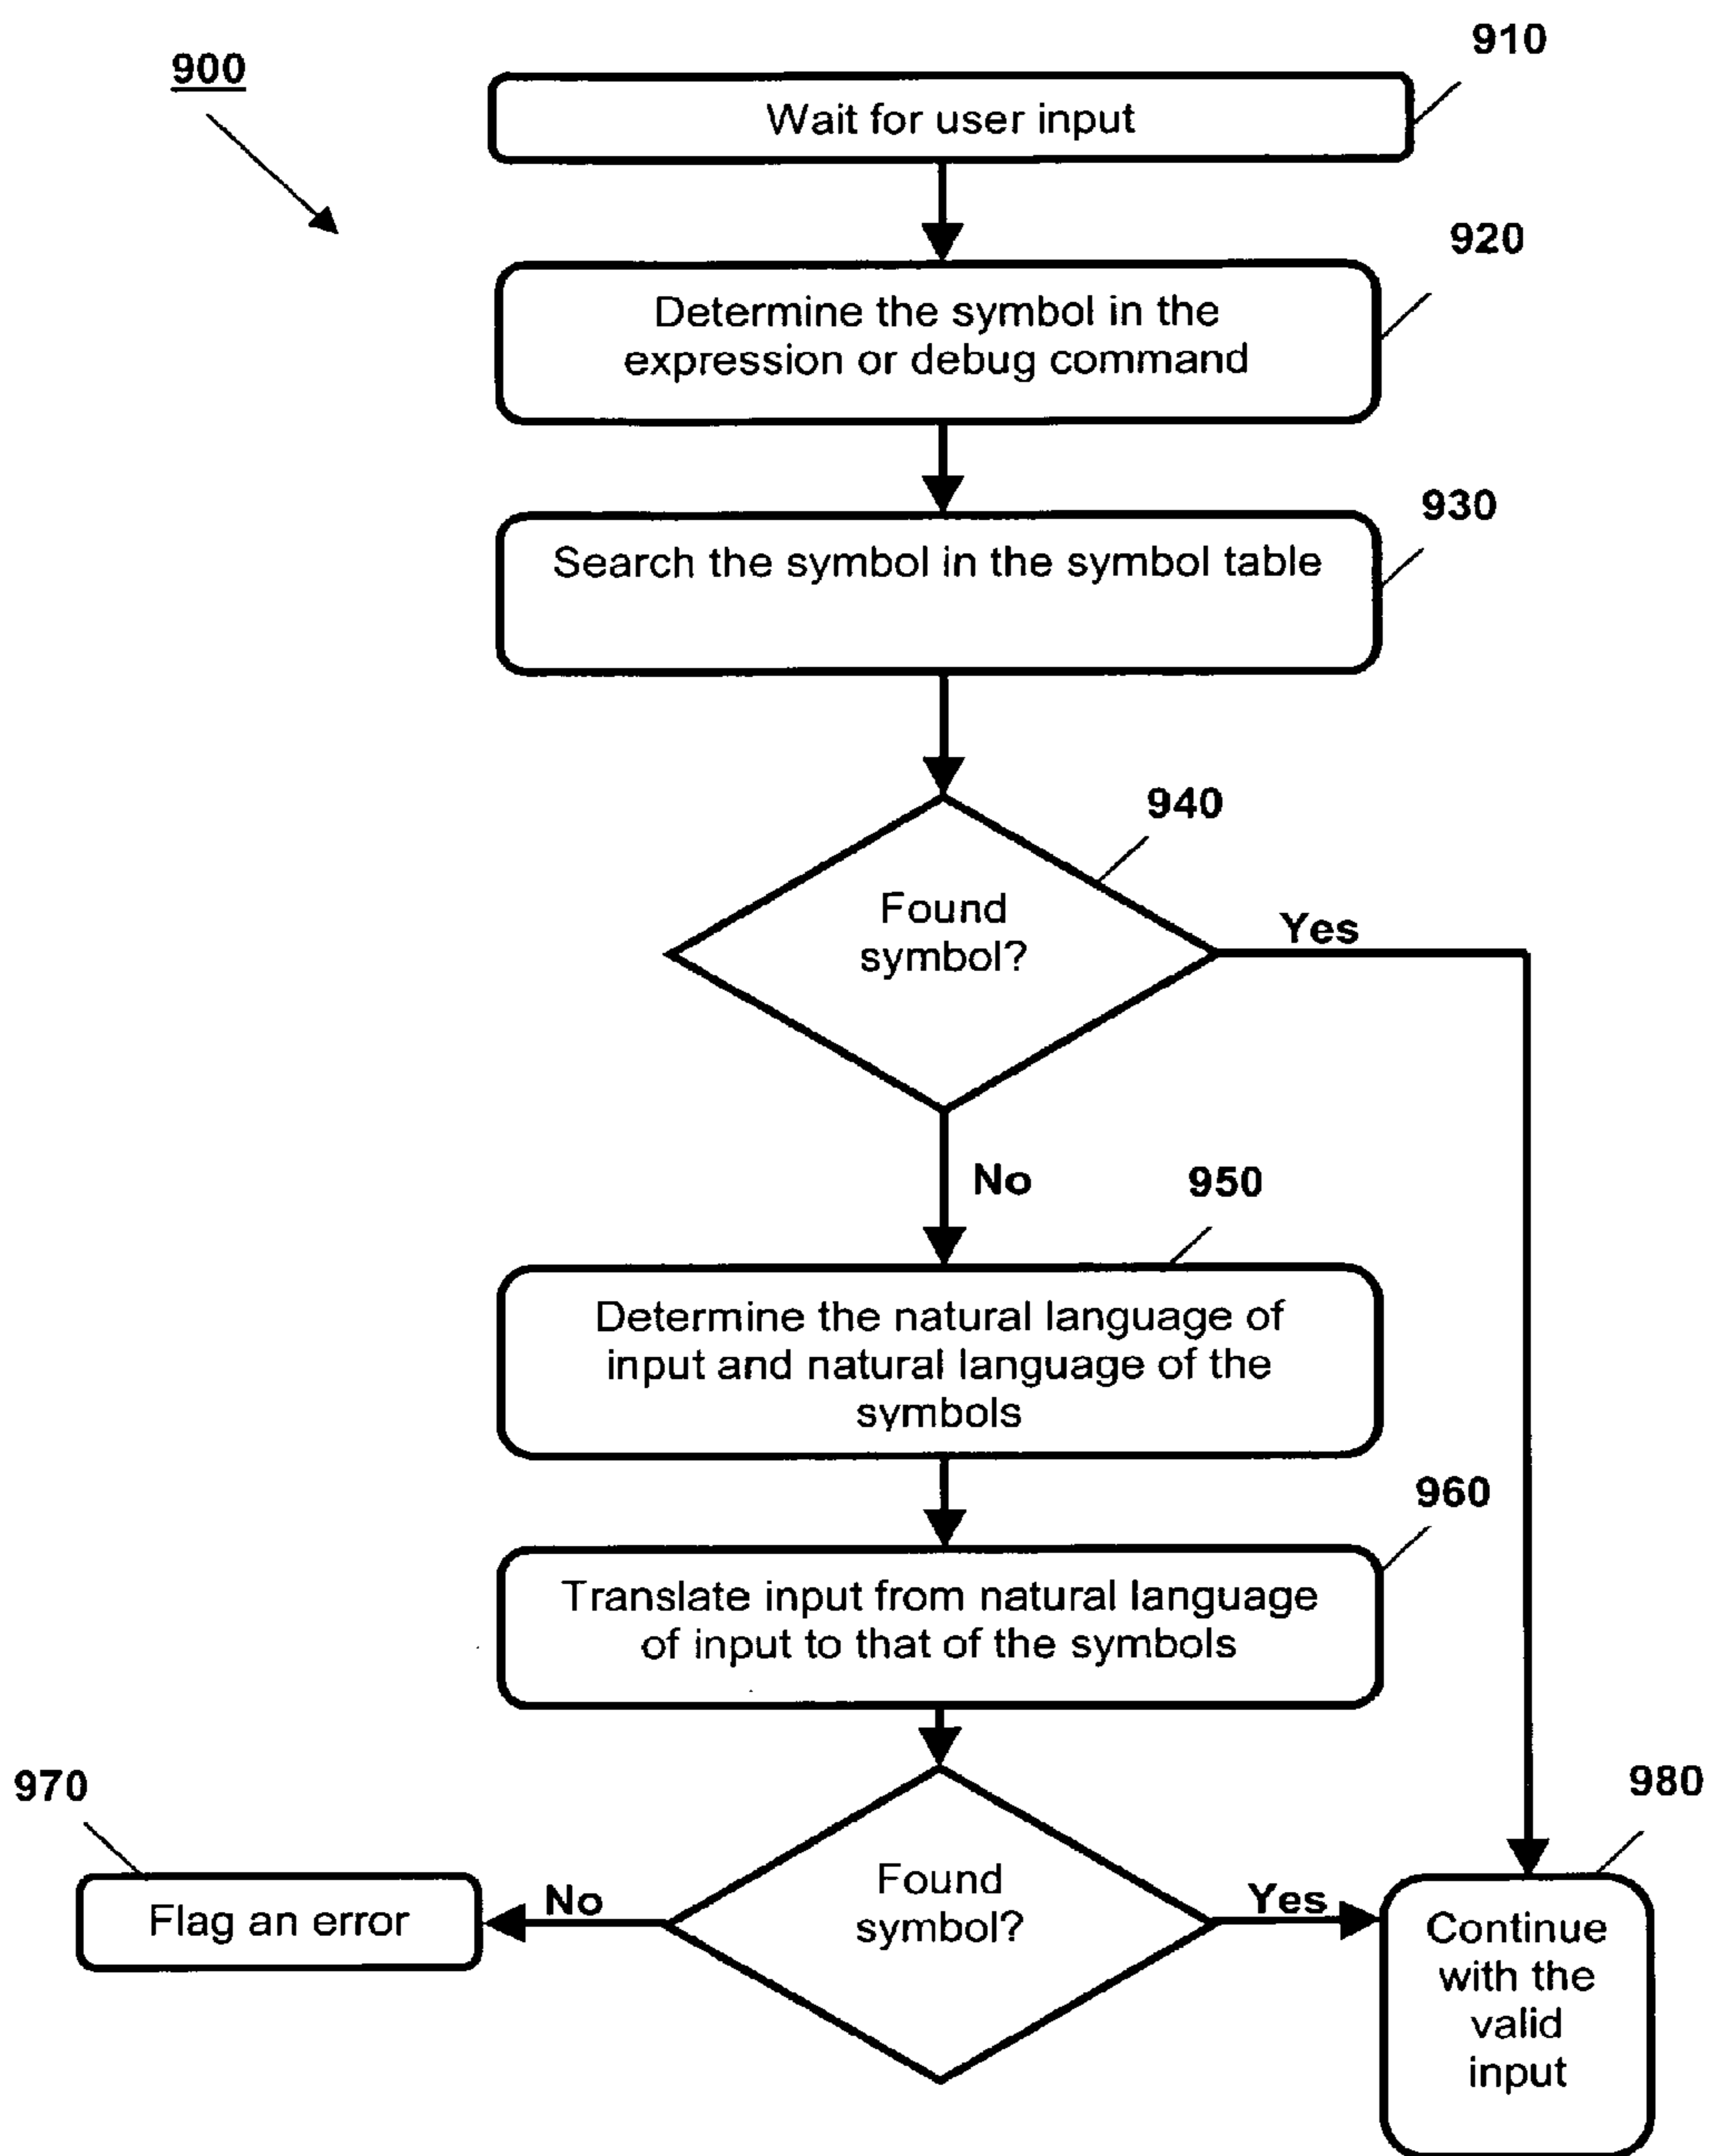 900
910
Wait for user input
920
Determine the symbol in the
expression or debug command
930
Search the symbol in the symbol table
940
Found
symbol?
Yes
No
950
Determine the natural language of
input and natural language of the
symbols
960
Translate input from natural language
of input to that of the symbols
970
Flag an error
No
Found
symbol?
Yes
980
Continue
with the
valid
input